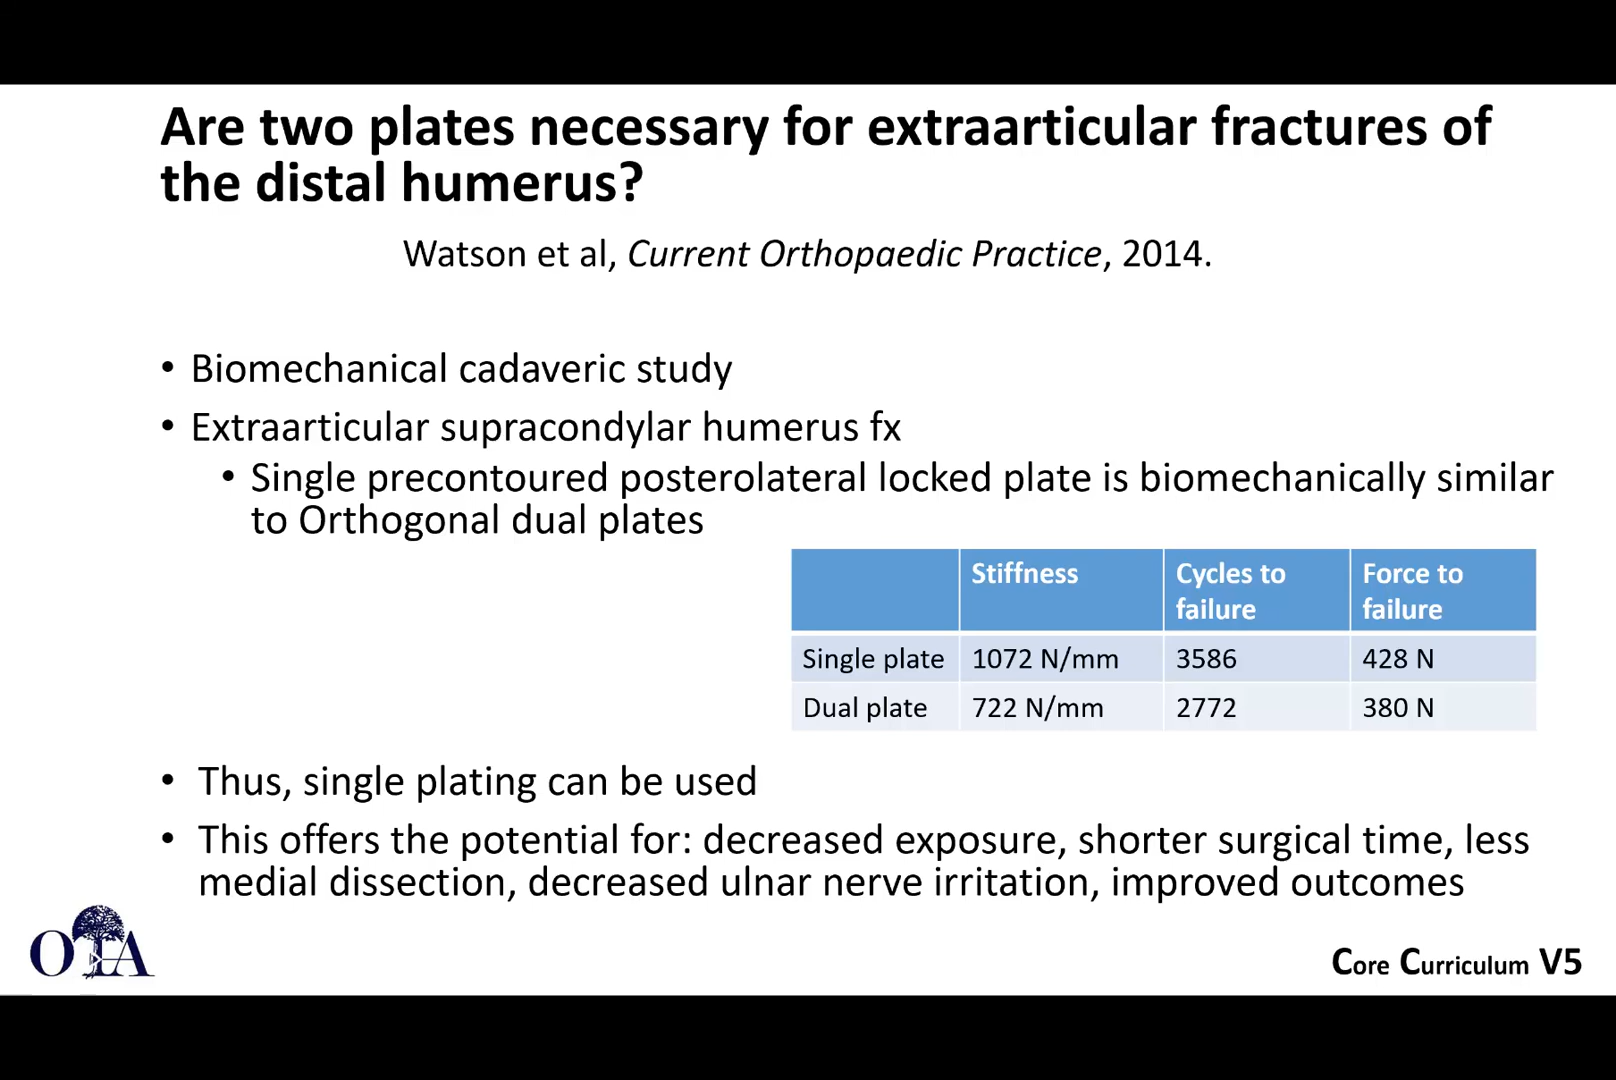 Are two plates necessary for extraarticular fractures of
the distal humerus?
Watson et al, Current Orthopaedic Practice, 2014.
• Biomechanical cadaveric study
• Extraarticular supracondylar humerus fx
• Single precontoured posterolateral locked plate is biomechanically similar
to Orthogonal dual plates
Stiffness Cycles to failure Force to failure
Single plate 1072 N/mm 3586 428 N
Dual plate 722 N/mm 2772 380 N
• Thus, single plating can be used
• This offers the potential for: decreased exposure, shorter surgical time, less
medial dissection, decreased ulnar nerve irritation, improved outcomes
OTA
Core Curriculum V5